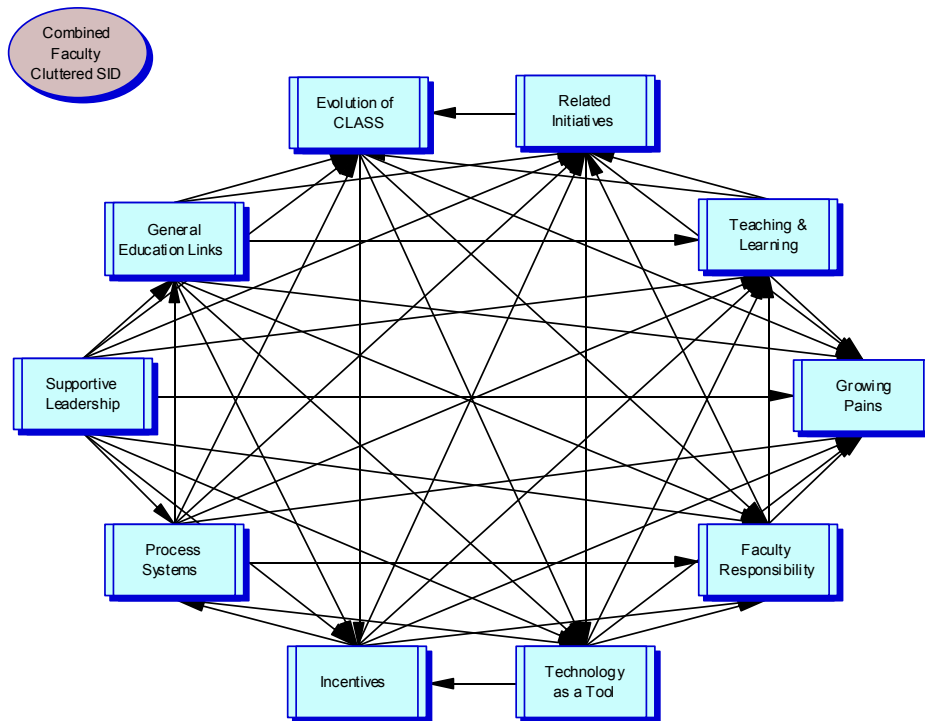 Combined
Faculty
Cluttered SID
Evolution of
CLASS
Related
Initiatives
General
Education Links
Teaching &
Learning
Supportive
Leadership
Growing
Pains
Process
Systems
Faculty
Responsibility
Incentives
Technology
as a Tool